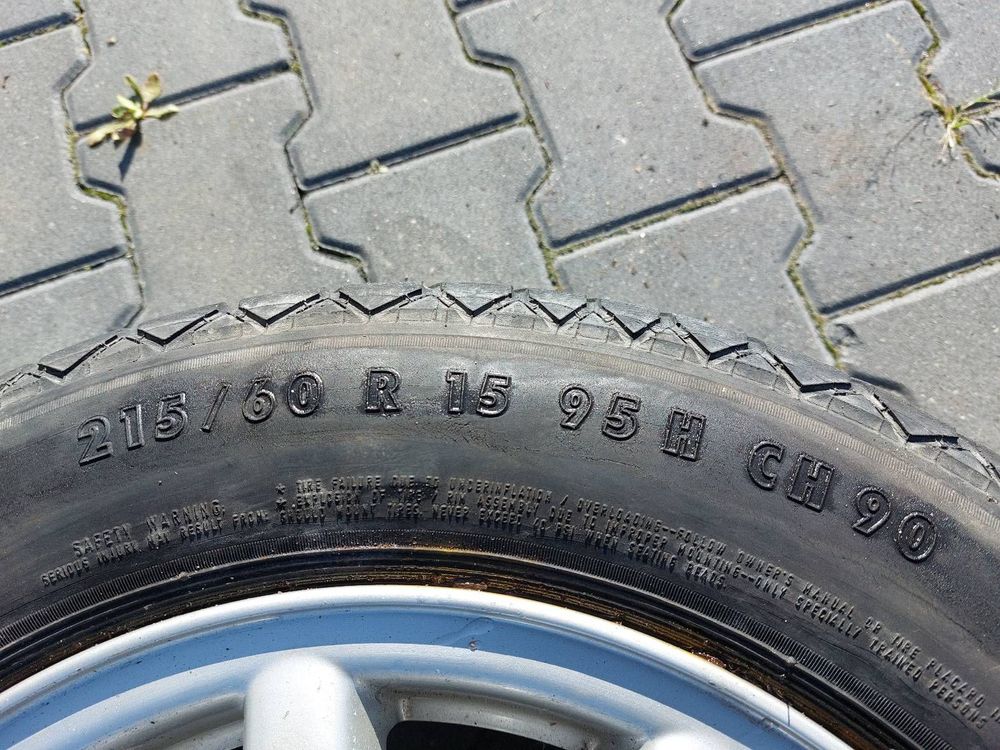 215/60 R 15 95H CH 90
SAFETY WARNING
SERIOUS INJURY MAY RESULT FROM:
* TIRE FAILURE DUE TO UNDERINFLATION / OVERLOADING--FOLLOW OWNER'S MANUAL OR TIRE PLACARD
* EXPLOSION OF TIRE / RIM ASSEMBLY DUE TO IMPROPER MOUNTING--ONLY SPECIALLY TRAINED PERSONS
SHOULD MOUNT TIRES. NEVER EXCEED 40 PSI WHEN SEATING BEADS.